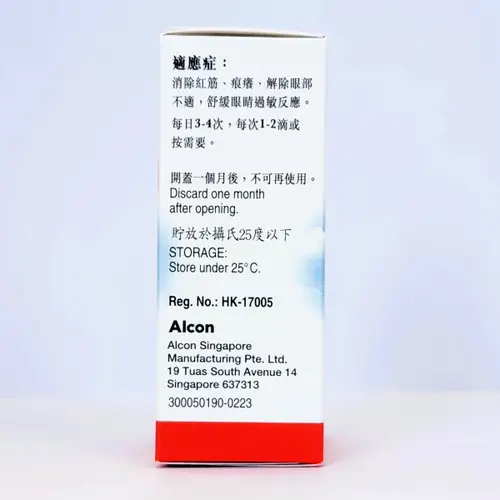 適應症：
消除紅筋、痕癢、解除眼部
不適，舒緩眼睛過敏反應。
每日3-4次，每次1-2滴或
按需要。
開蓋一個月後，不可再使用。
Discard one month
after opening.
貯放於攝氏25度以下
STORAGE:
Store under 25°C.
Reg. No.: HK-17005
Alcon
Alcon Singapore
Manufacturing Pte. Ltd.
19 Tuas South Avenue 14
Singapore 637313
300050190-0223